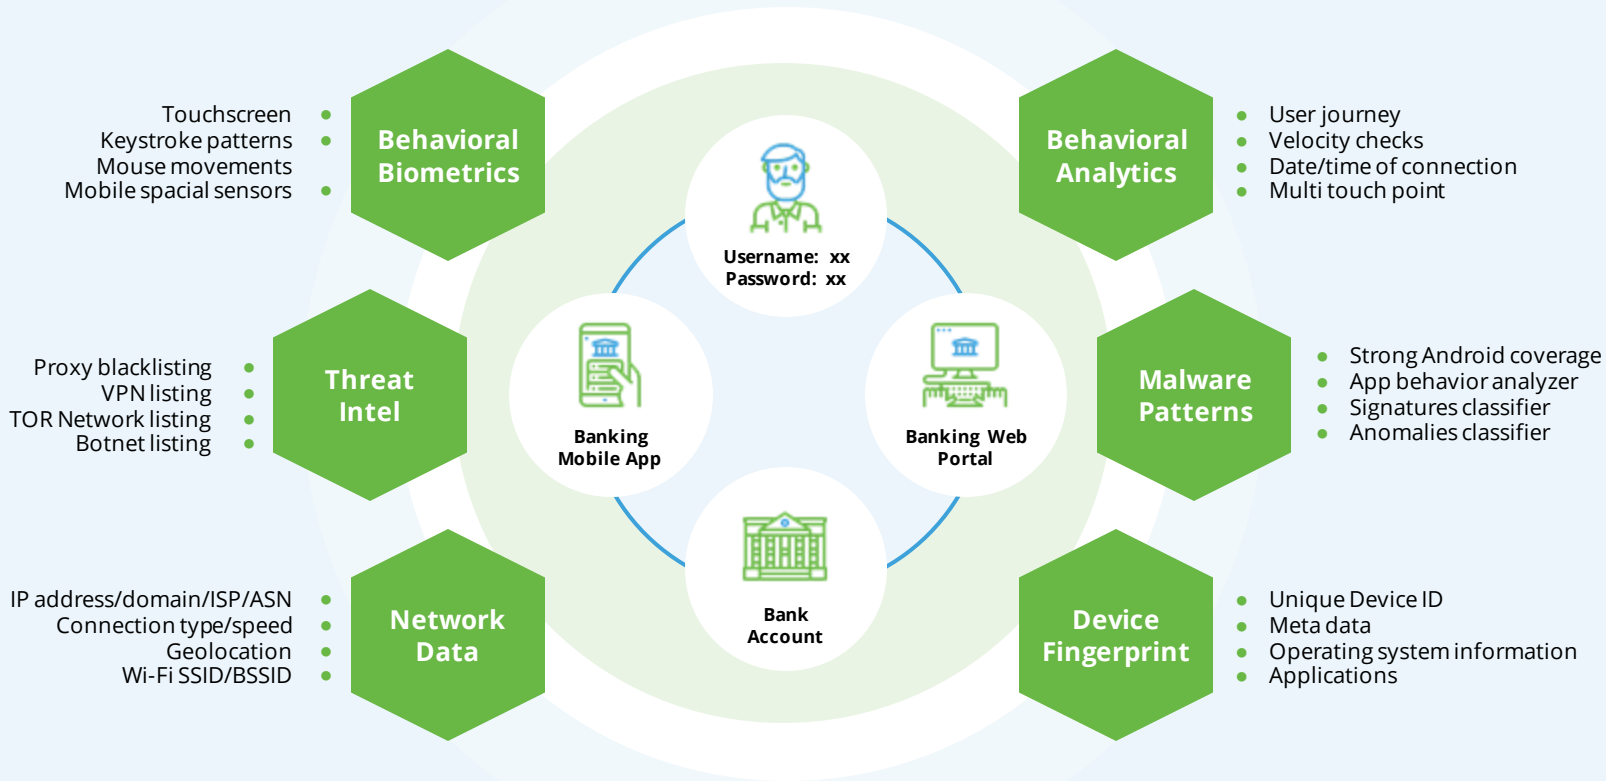 Touchscreen
Keystroke patterns
Mouse movements
Mobile spacial sensors
Behavioral
Biometrics
Username: xx
Password: xx
Behavioral
Analytics
User journey
Velocity checks
Date/time of connection
Multi touch point
Proxy blacklisting
VPN listing
TOR Network listing
Botnet listing
Threat
Intel
Banking
Mobile App
Banking Web
Portal
Malware
Patterns
Strong Android coverage
App behavior analyzer
Signatures classifier
Anomalies classifier
IP address/domain/ISP/ASN
Connection type/speed
Geolocation
Wi-Fi SSID/BSSID
Network
Data
Bank
Account
Device
Fingerprint
Unique Device ID
Meta data
Operating system information
Applications